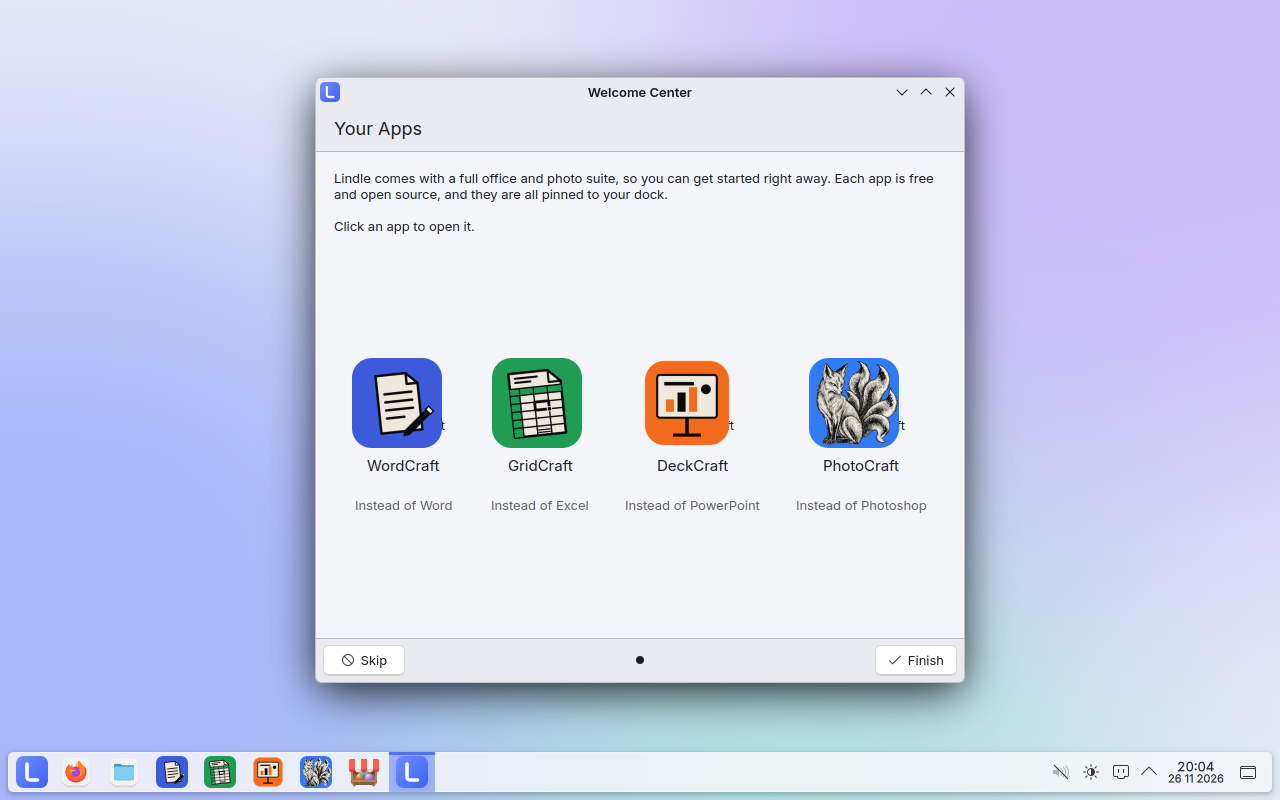 Welcome Center
Your Apps
Lindle comes with a full office and photo suite, so you can get started right away. Each app is free
and open source, and they are all pinned to your dock.
Click an app to open it.
WordCraft GridCraft DeckCraft PhotoCraft
Instead of Word Instead of Excel Instead of PowerPoint Instead of Photoshop
Skip Finish
20:04
26 11 2026